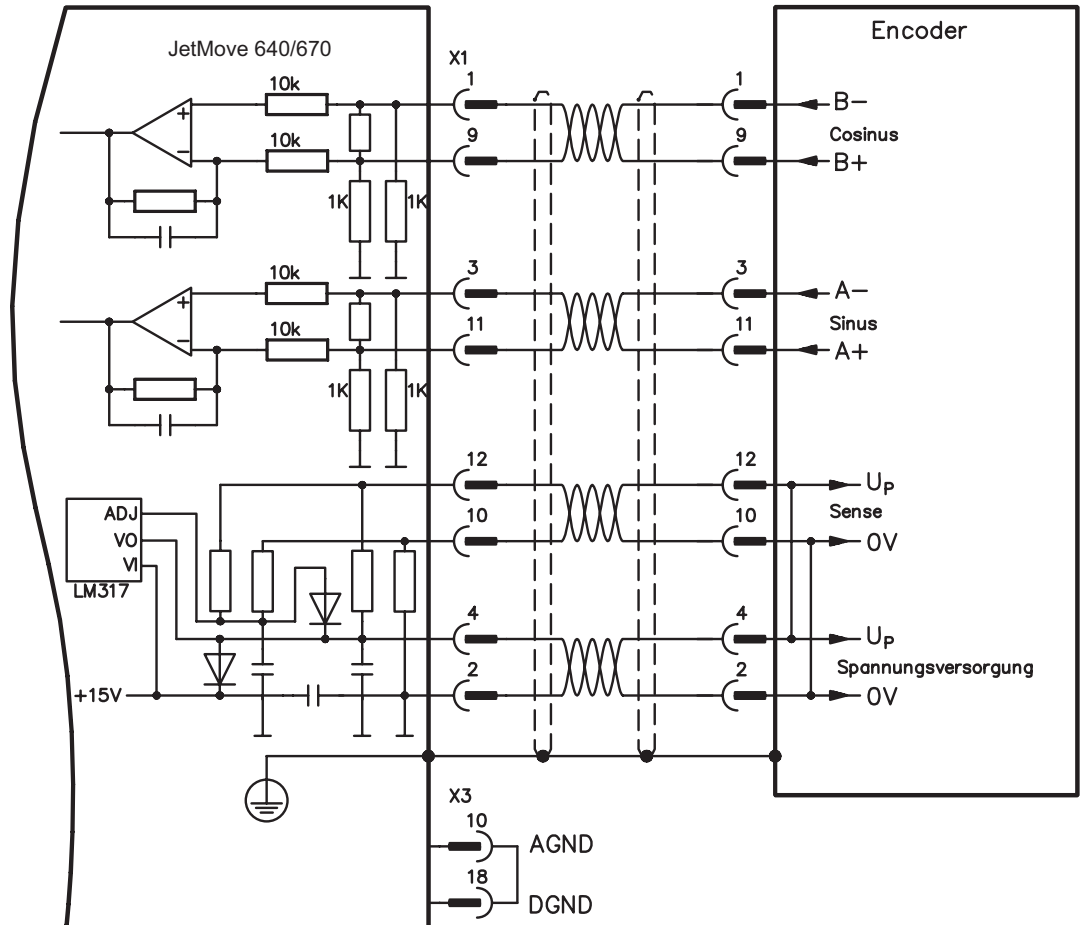 Encoder
JetMove 640/670
X1
10k
1
1
B-
+
Cosinus
10k
9
9
-
B+
1K
1K
10k
3
3
A-
+
Sinus
10k
11
11
-
A+
1K
1K
12
12
UP
ADJ
Sense
VO
10
10
0V
VI
LM317
4
4
UP
Spannungsversorgung
+15V
2
2
0V
X3
10
AGND
18
DGND